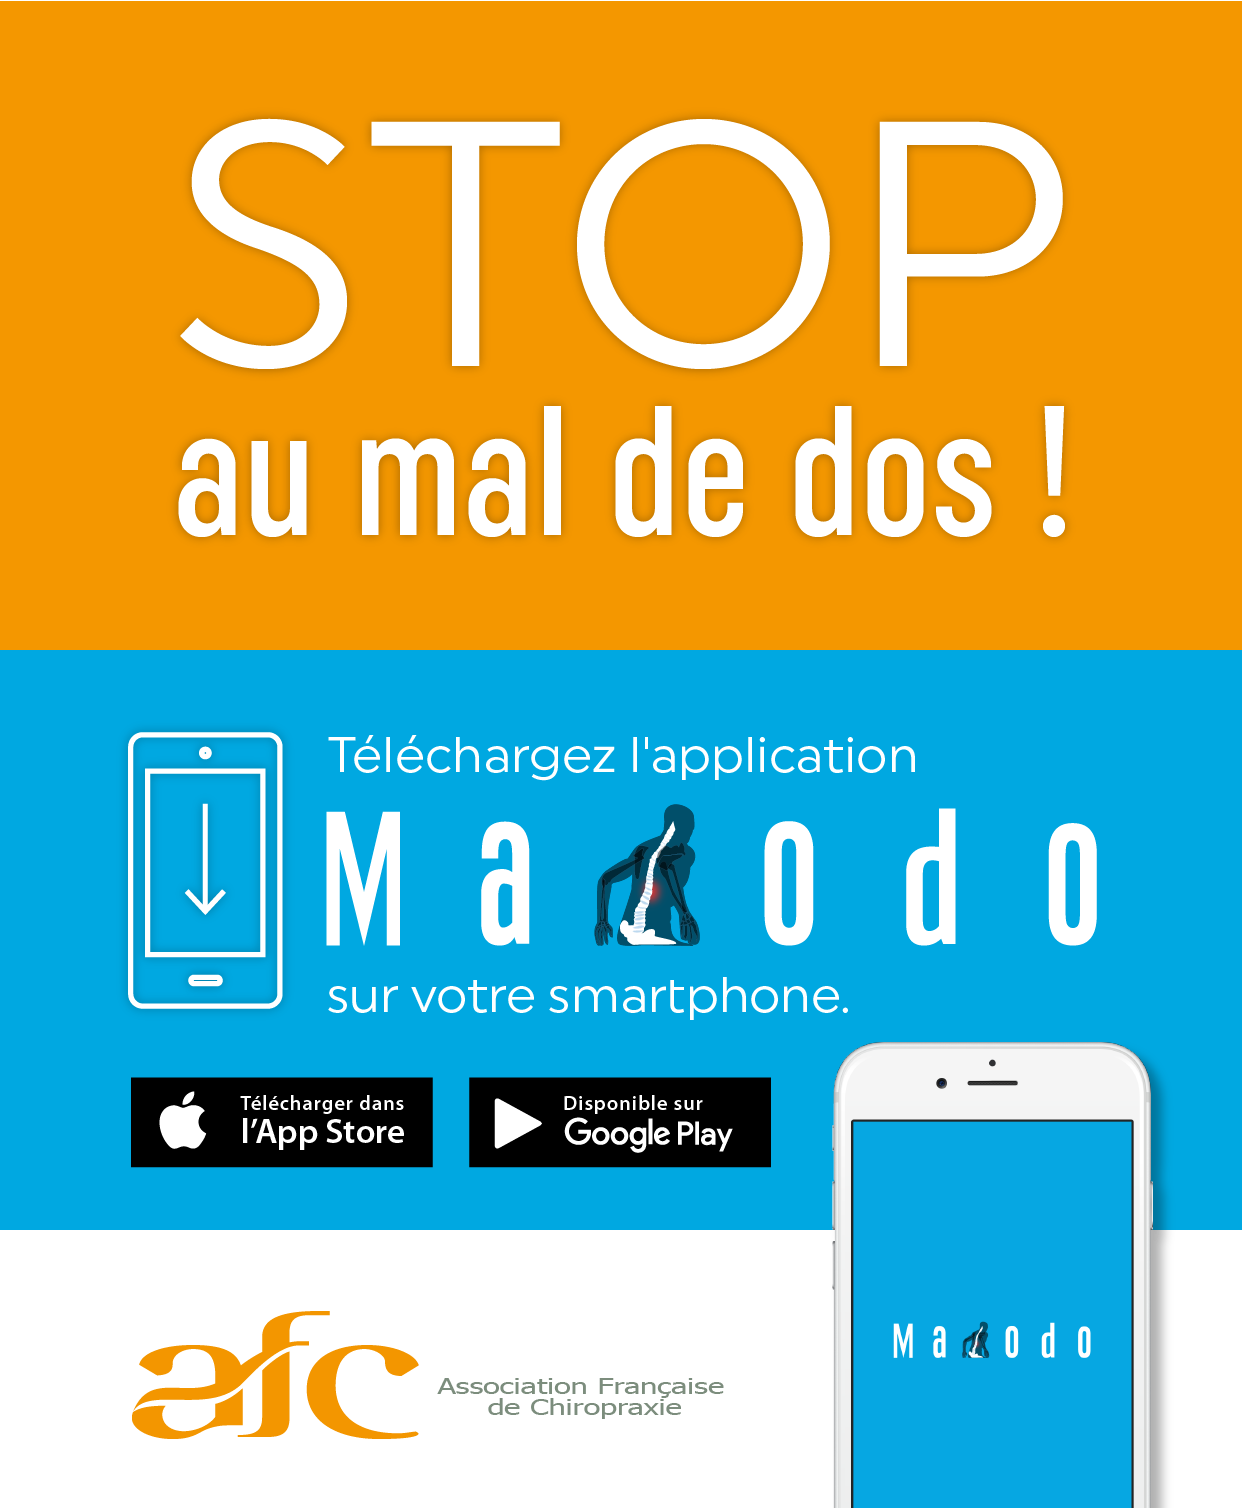 STOP
au mal de dos !
Téléchargez l'application
Ma odo
sur votre smartphone.
Télécharger dans
l'App Store
Disponible sur
Google Play
Ma odo
afc
Association Française
de Chiropraxie